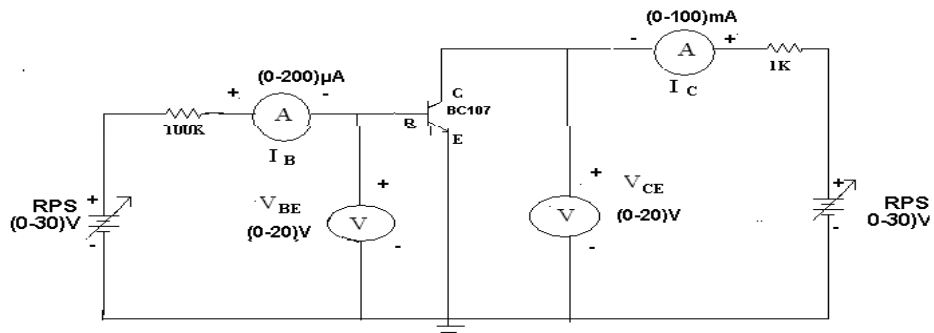 (0-100)mA
- A +
1K
I C
(0-200)µA
+ A -
100K
I B
C
BC107
B
E
+
RPS
(0-30)V
-
V BE
(0-20)V
+
V
-
+
V
-
V CE
(0-20)V
+
RPS
0-30)V
-